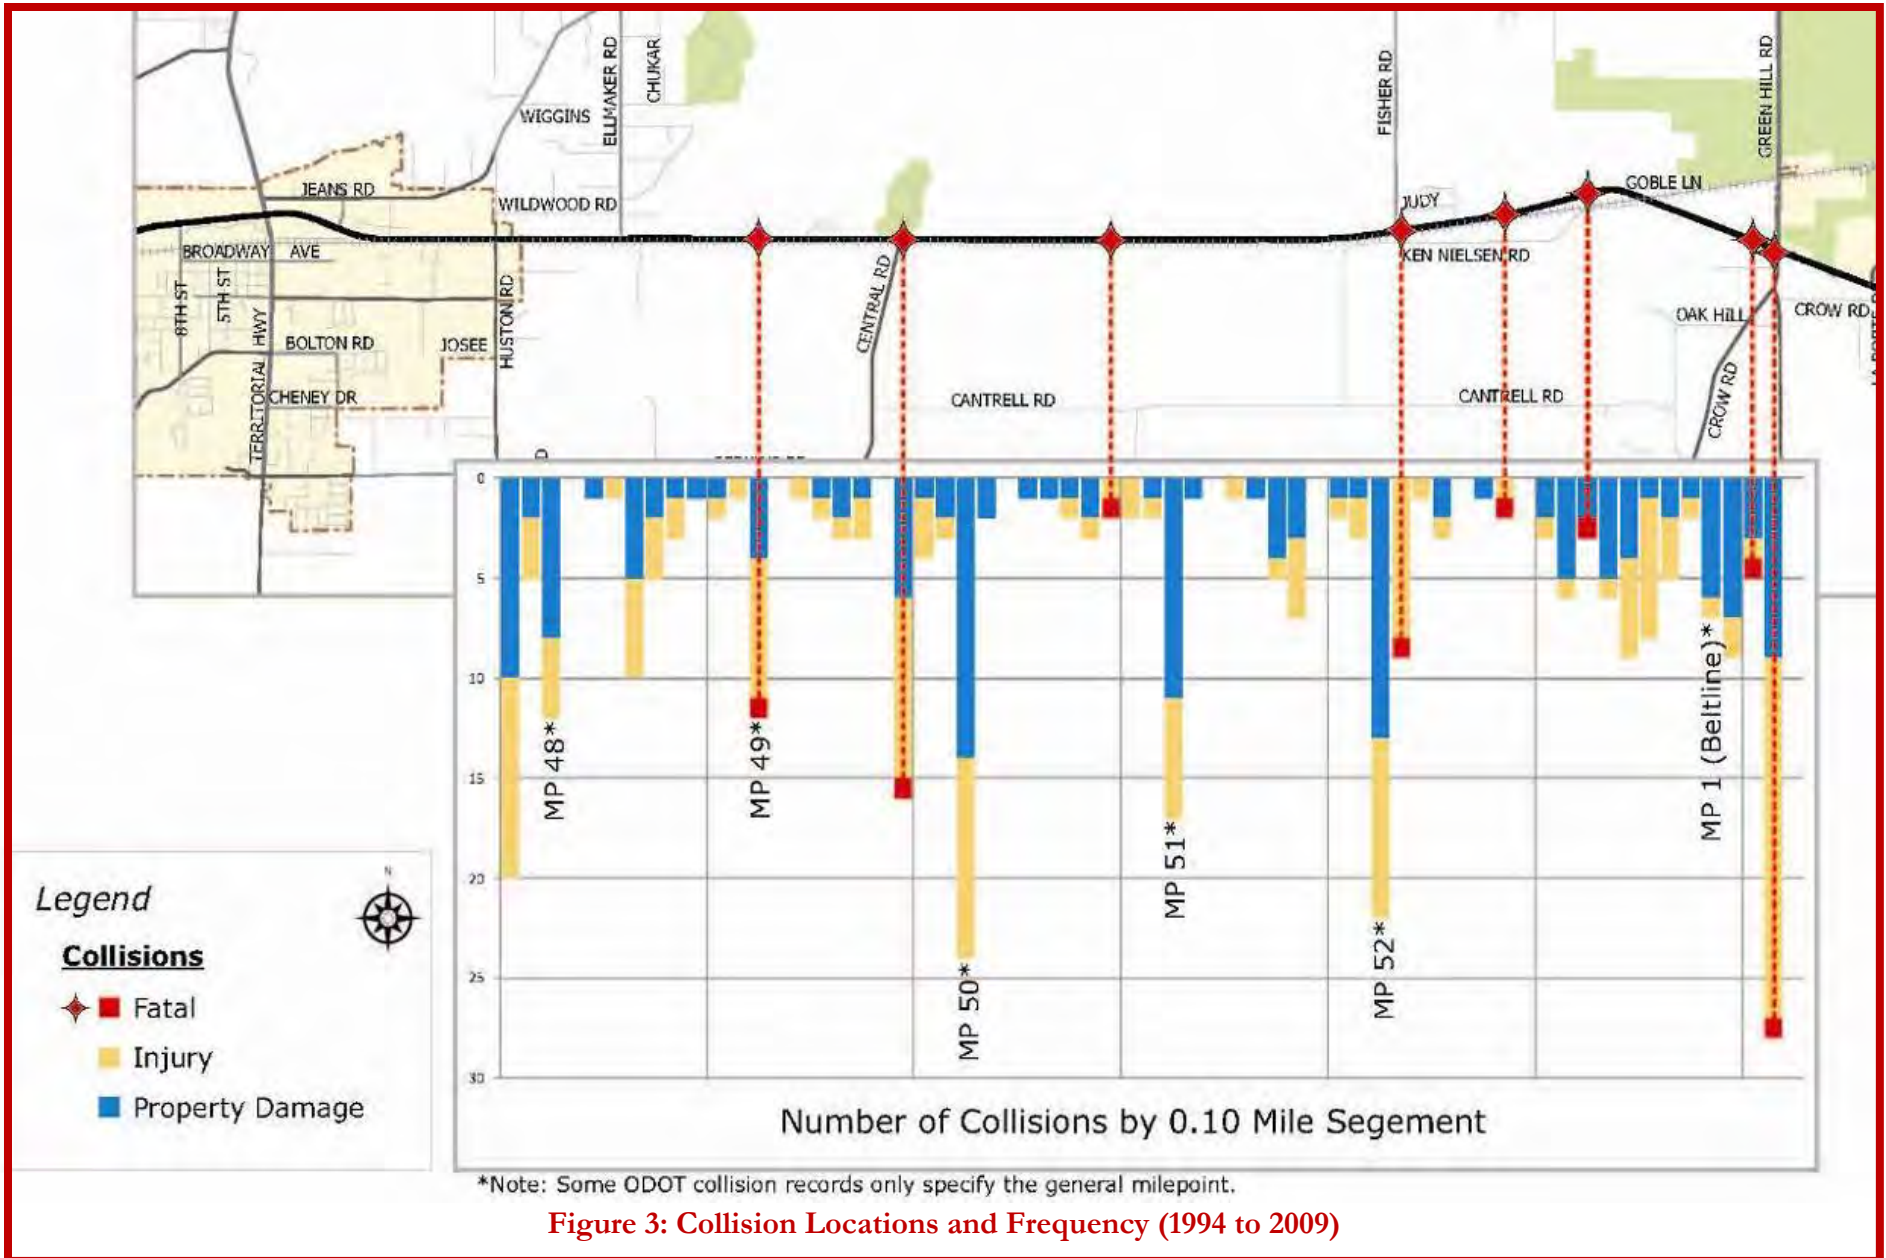 ELLMAKER RD
CHUKAR
FISHER RD
GREEN HILL RD
WIGGINS
JEANS RD
WILDWOOD RD
JUDY
GOBLE LN
BROADWAY AVE
KEN NIELSEN RD
8TH ST
5TH ST
TERRITORIAL HWY
HUSTON RD
CENTRAL RD
OAK HILL
CROW RD
BOLTON RD
JOSEE
CHENEY DR
CANTRELL RD
CANTRELL RD
CROW RD
D
0
5
10
15
20
25
30
MP 48*
MP 49*
MP 50*
MP 51*
MP 52*
MP 1 (Beltline)*
Number of Collisions by 0.10 Mile Segement
Legend
N
Collisions
Fatal
Injury
Property Damage
*Note: Some ODOT collision records only specify the general milepoint.
Figure 3: Collision Locations and Frequency (1994 to 2009)